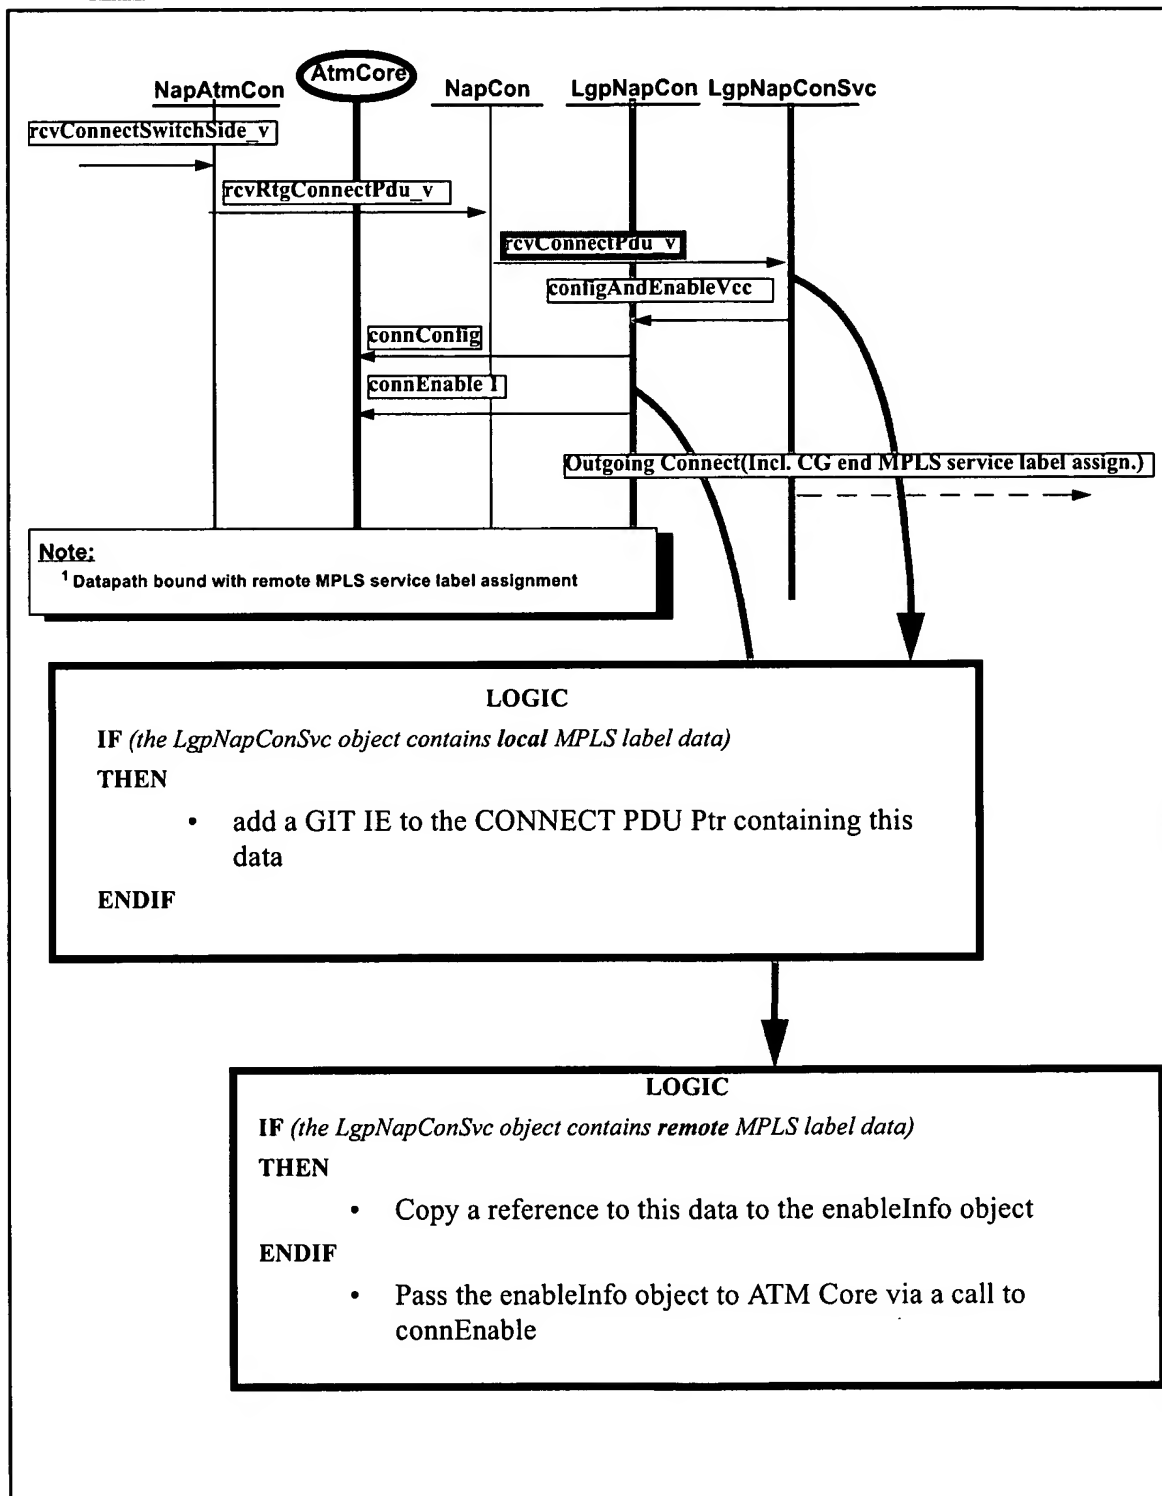 AtmCore
NapAtmCon
NapCon
LgpNapCon
LgpNapConSvc
rcvConnectSwitchSide_v
rcvRtgConnectPdu_v
rcvConnectPdu_v
configAndEnableVcc
connConfig
connEnable 1
Outgoing Connect(Incl. CG end MPLS service label assign.)
Note:
1 Datapath bound with remote MPLS service label assignment
LOGIC
IF (the LgpNapConSvc object contains local MPLS label data)
THEN
• add a GIT IE to the CONNECT PDU Ptr containing this
data
ENDIF
LOGIC
IF (the LgpNapConSvc object contains remote MPLS label data)
THEN
• Copy a reference to this data to the enableInfo object
ENDIF
• Pass the enableInfo object to ATM Core via a call to
connEnable